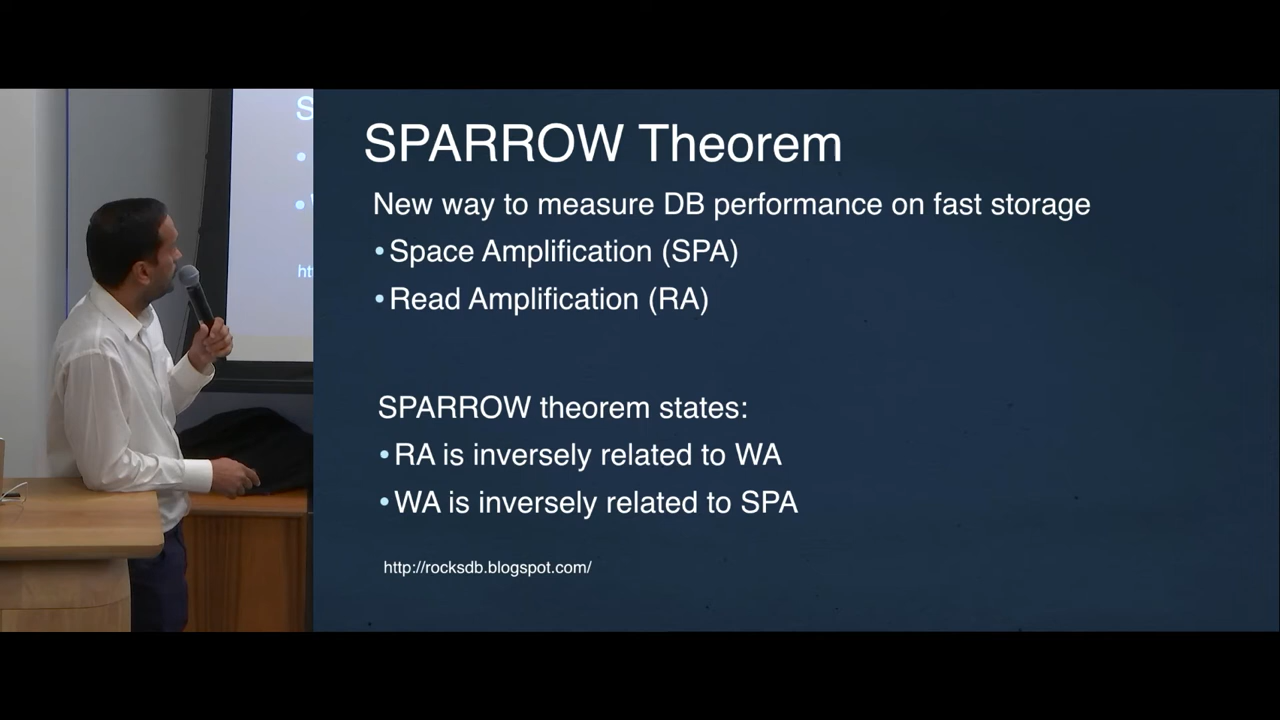 SPARROW Theorem
New way to measure DB performance on fast storage
•Space Amplification (SPA)
•Read Amplification (RA)
SPARROW theorem states:
•RA is inversely related to WA
•WA is inversely related to SPA
http://rocksdb.blogspot.com/
S
•
• W
ht